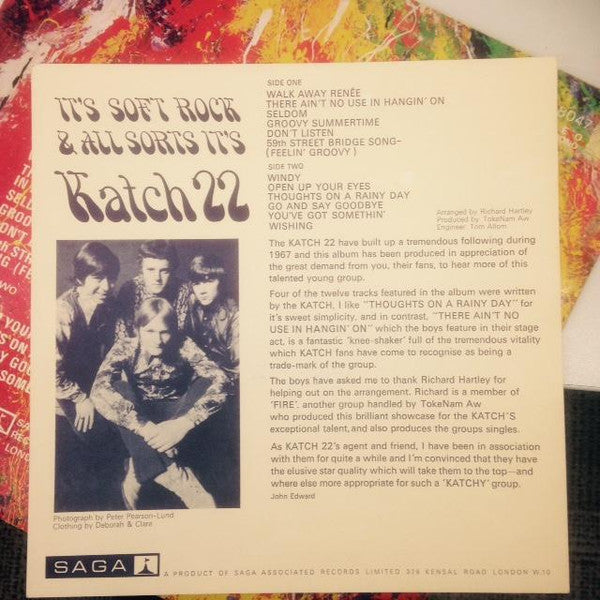 IT'S SOFT ROCK
& ALL SORTS IT'S
Katch 22
SIDE ONE
WALK AWAY RENÉE
THERE AIN'T NO USE IN HANGIN' ON
SELDOM
GROOVY SUMMERTIME
DON'T LISTEN
59th STREET BRIDGE SONG–
(FEELIN' GROOVY)
SIDE TWO
WINDY
OPEN UP YOUR EYES
THOUGHTS ON A RAINY DAY
GO AND SAY GOODBYE
YOU'VE GOT SOMETHIN'
WISHING
Arranged by Richard Hartley
Produced by TokeNam Aw
Engineer: Tom Allom
The KATCH 22 have built up a tremendous following during
1967 and this album has been produced in appreciation of
the great demand from you, their fans, to hear more of this
talented young group.
Four of the twelve tracks featured in the album were written
by the KATCH. I like "THOUGHTS ON A RAINY DAY" for
it's sweet simplicity, and in contrast, "THERE AIN'T NO
USE IN HANGIN' ON" which the boys feature in their stage
act, is a fantastic 'knee-shaker' full of the tremendous vitality
which KATCH fans have come to recognise as being a
trade-mark of the group.
The boys have asked me to thank Richard Hartley for
helping out on the arrangement. Richard is a member of
'FIRE', another group handled by TokeNam Aw
who produced this brilliant showcase for the KATCH'S
exceptional talent, and also produces the groups singles.
As KATCH 22's agent and friend, I have been in association
with them for quite a while and I'm convinced that they have
the elusive star quality which will take them to the top—and
where else more appropriate for such a 'KATCHY' group.
John Edward
Photograph by Peter Pearson-Lund
Clothing by Deborah & Clare
SAGA
A PRODUCT OF SAGA ASSOCIATED RECORDS LIMITED 326 KENSAL ROAD LONDON W.10